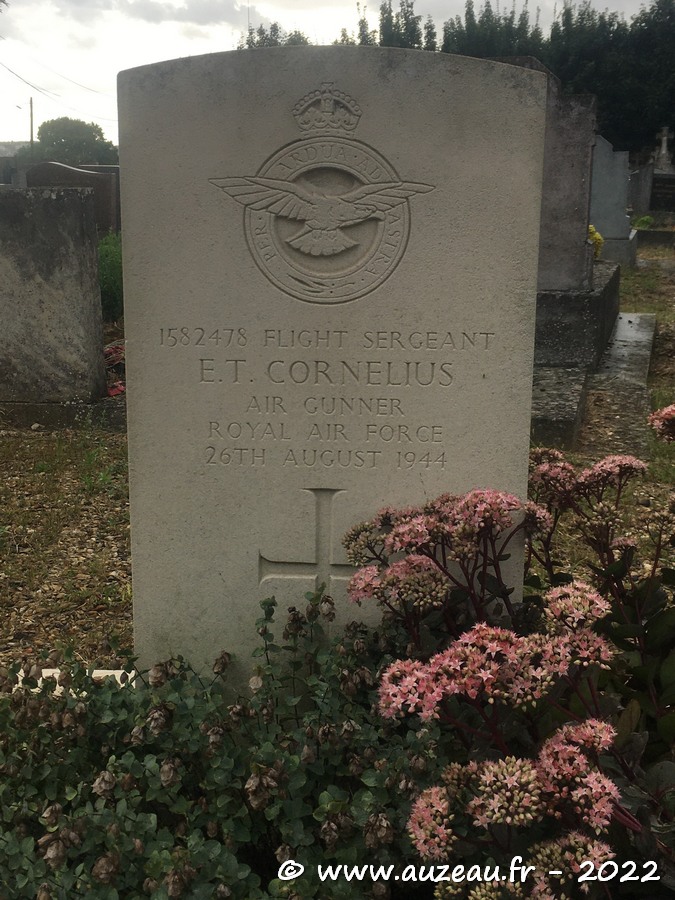 PER ARDUA AD ASTRA
1582478 FLIGHT SERGEANT
E.T. CORNELIUS
AIR GUNNER
ROYAL AIR FORCE
26TH AUGUST 1944
© www.auzeau.fr - 2022